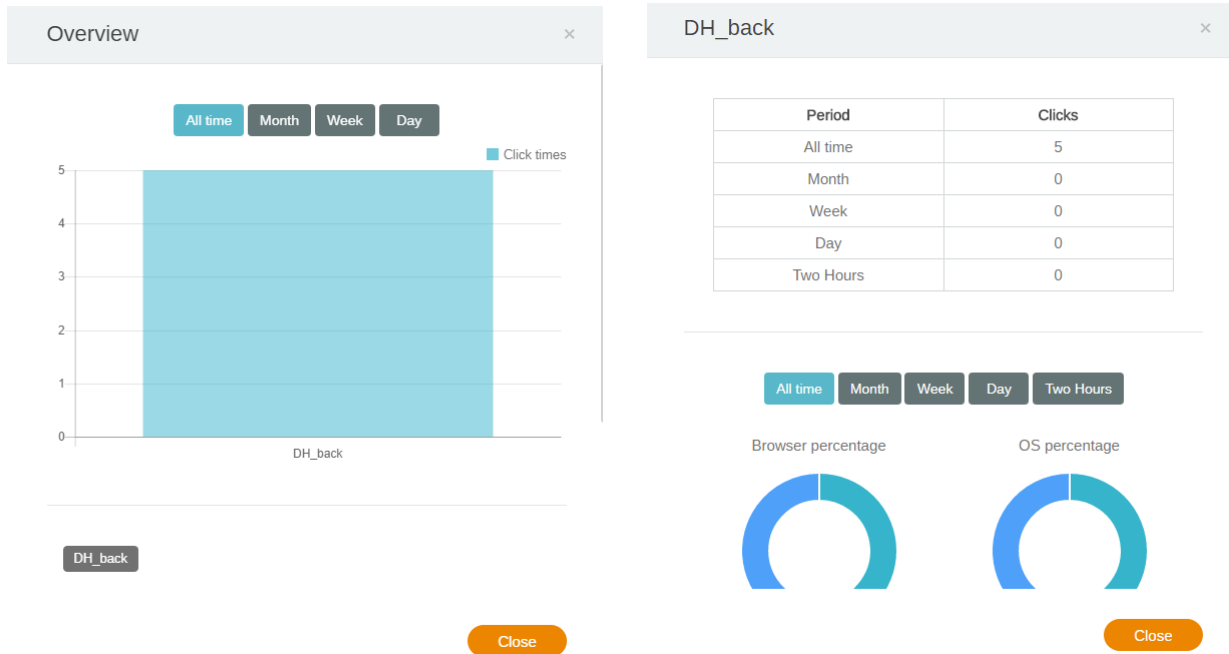 Overview
×
All time Month Week Day
Click times
5
4
3
2
1
0
DH_back
DH_back
Close
DH_back
×
Period Clicks
All time 5
Month 0
Week 0
Day 0
Two Hours 0
All time Month Week Day Two Hours
Browser percentage OS percentage
Close